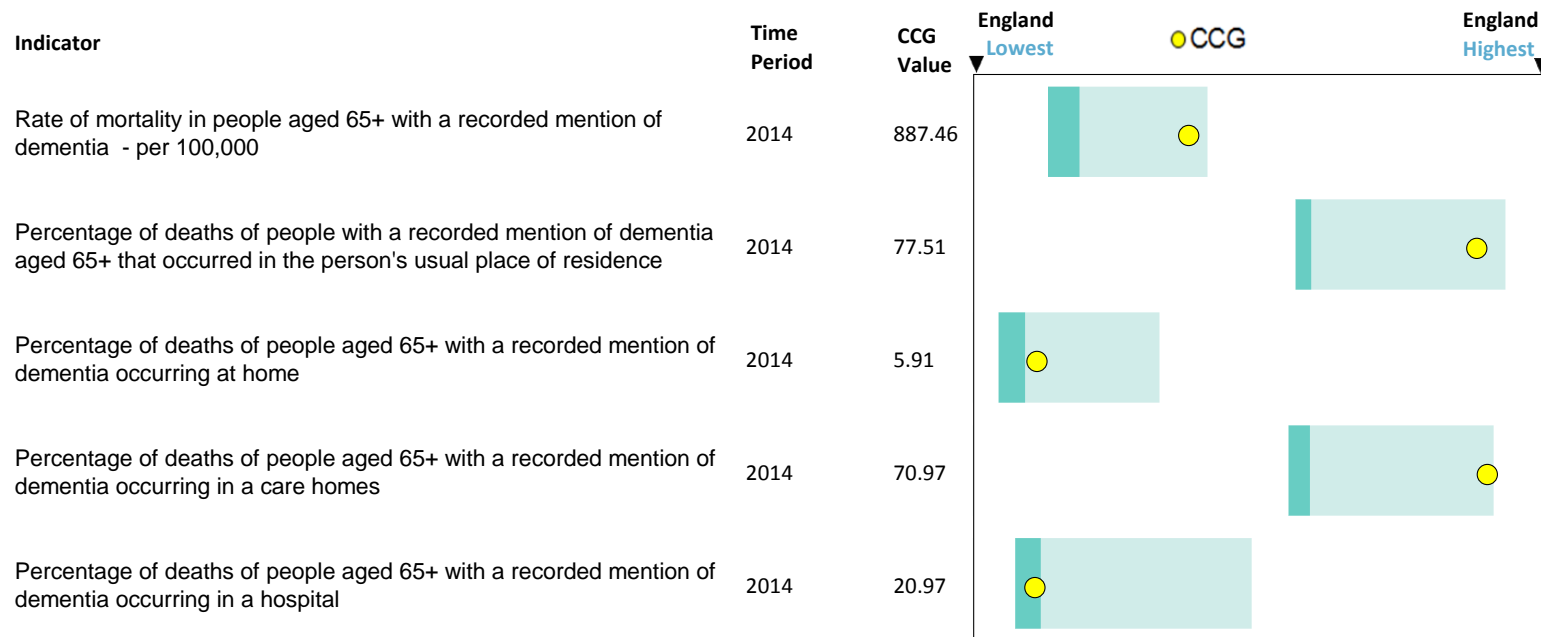 Indicator
Time Period
CCG Value
England Lowest
CCG
England Highest
Rate of mortality in people aged 65+ with a recorded mention of
dementia - per 100,000
2014
887.46
Percentage of deaths of people with a recorded mention of dementia
aged 65+ that occurred in the person's usual place of residence
2014
77.51
Percentage of deaths of people aged 65+ with a recorded mention of
dementia occurring at home
2014
5.91
Percentage of deaths of people aged 65+ with a recorded mention of
dementia occurring in a care homes
2014
70.97
Percentage of deaths of people aged 65+ with a recorded mention of
dementia occurring in a hospital
2014
20.97